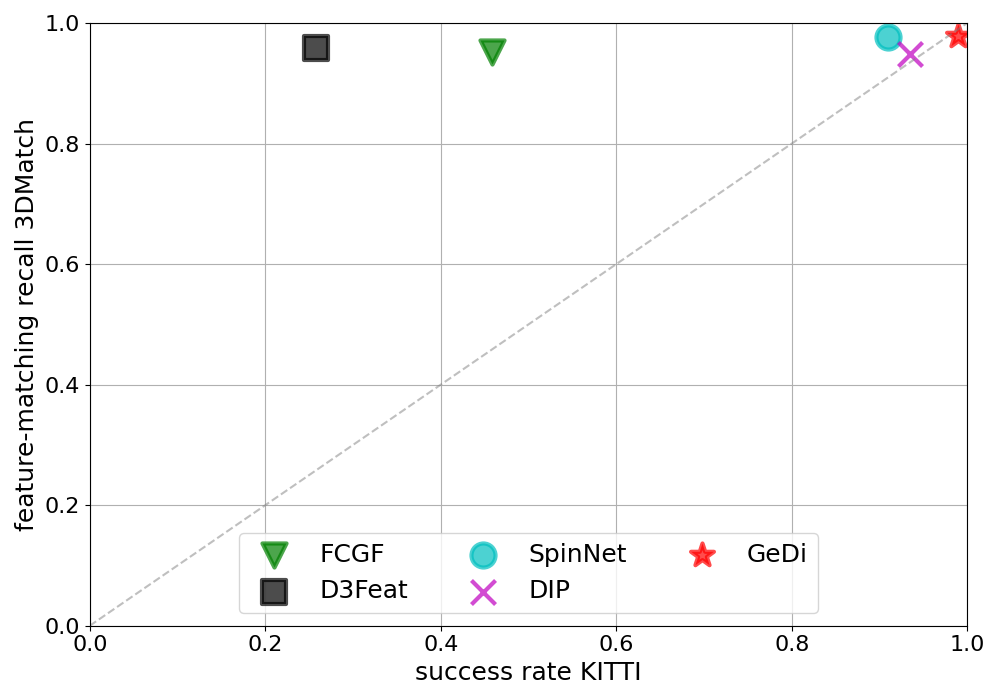 1.0
0.8
0.6
0.4
0.2
0.0
feature-matching recall 3DMatch
FCGF
SpinNet
GeDi
D3Feat
DIP
0.0 0.2 0.4 0.6 0.8 1.0
success rate KITTI